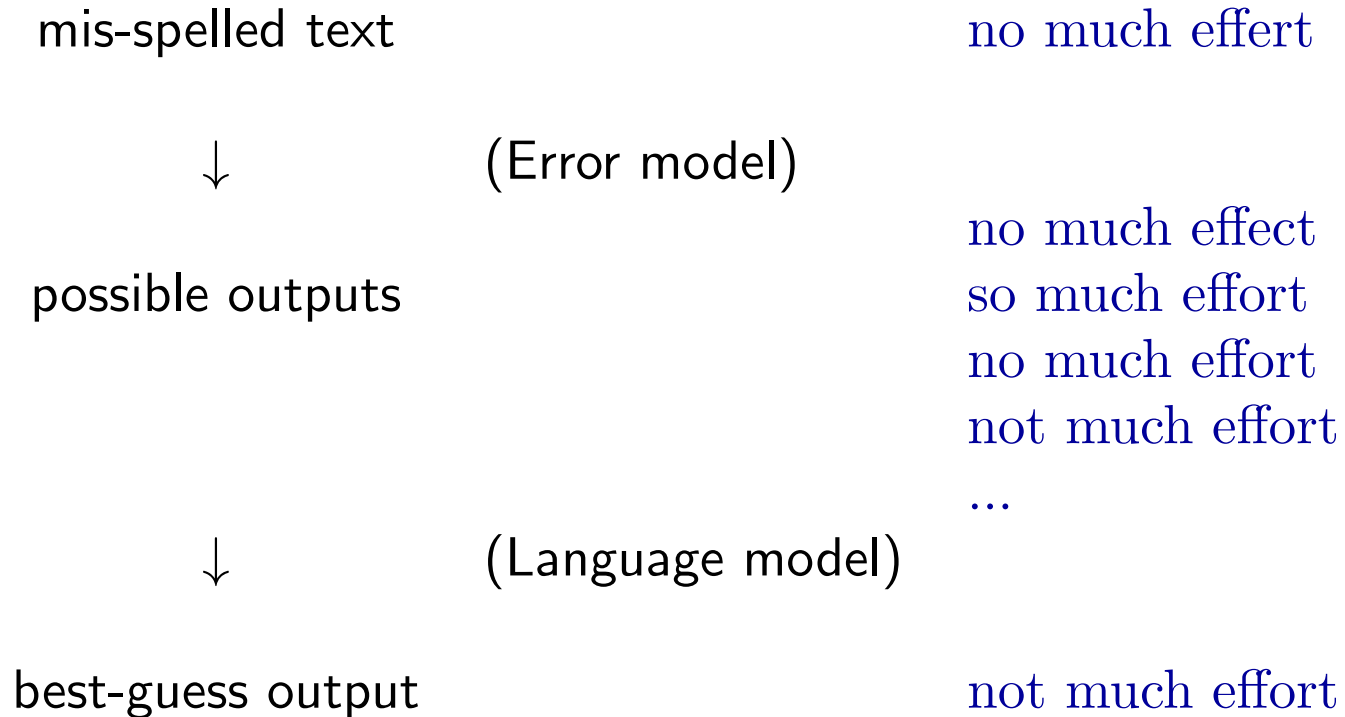 mis-spelled text no much effert
↓ (Error model)
no much effect
possible outputs so much effort
no much effort
not much effort
...
↓ (Language model)
best-guess output not much effort